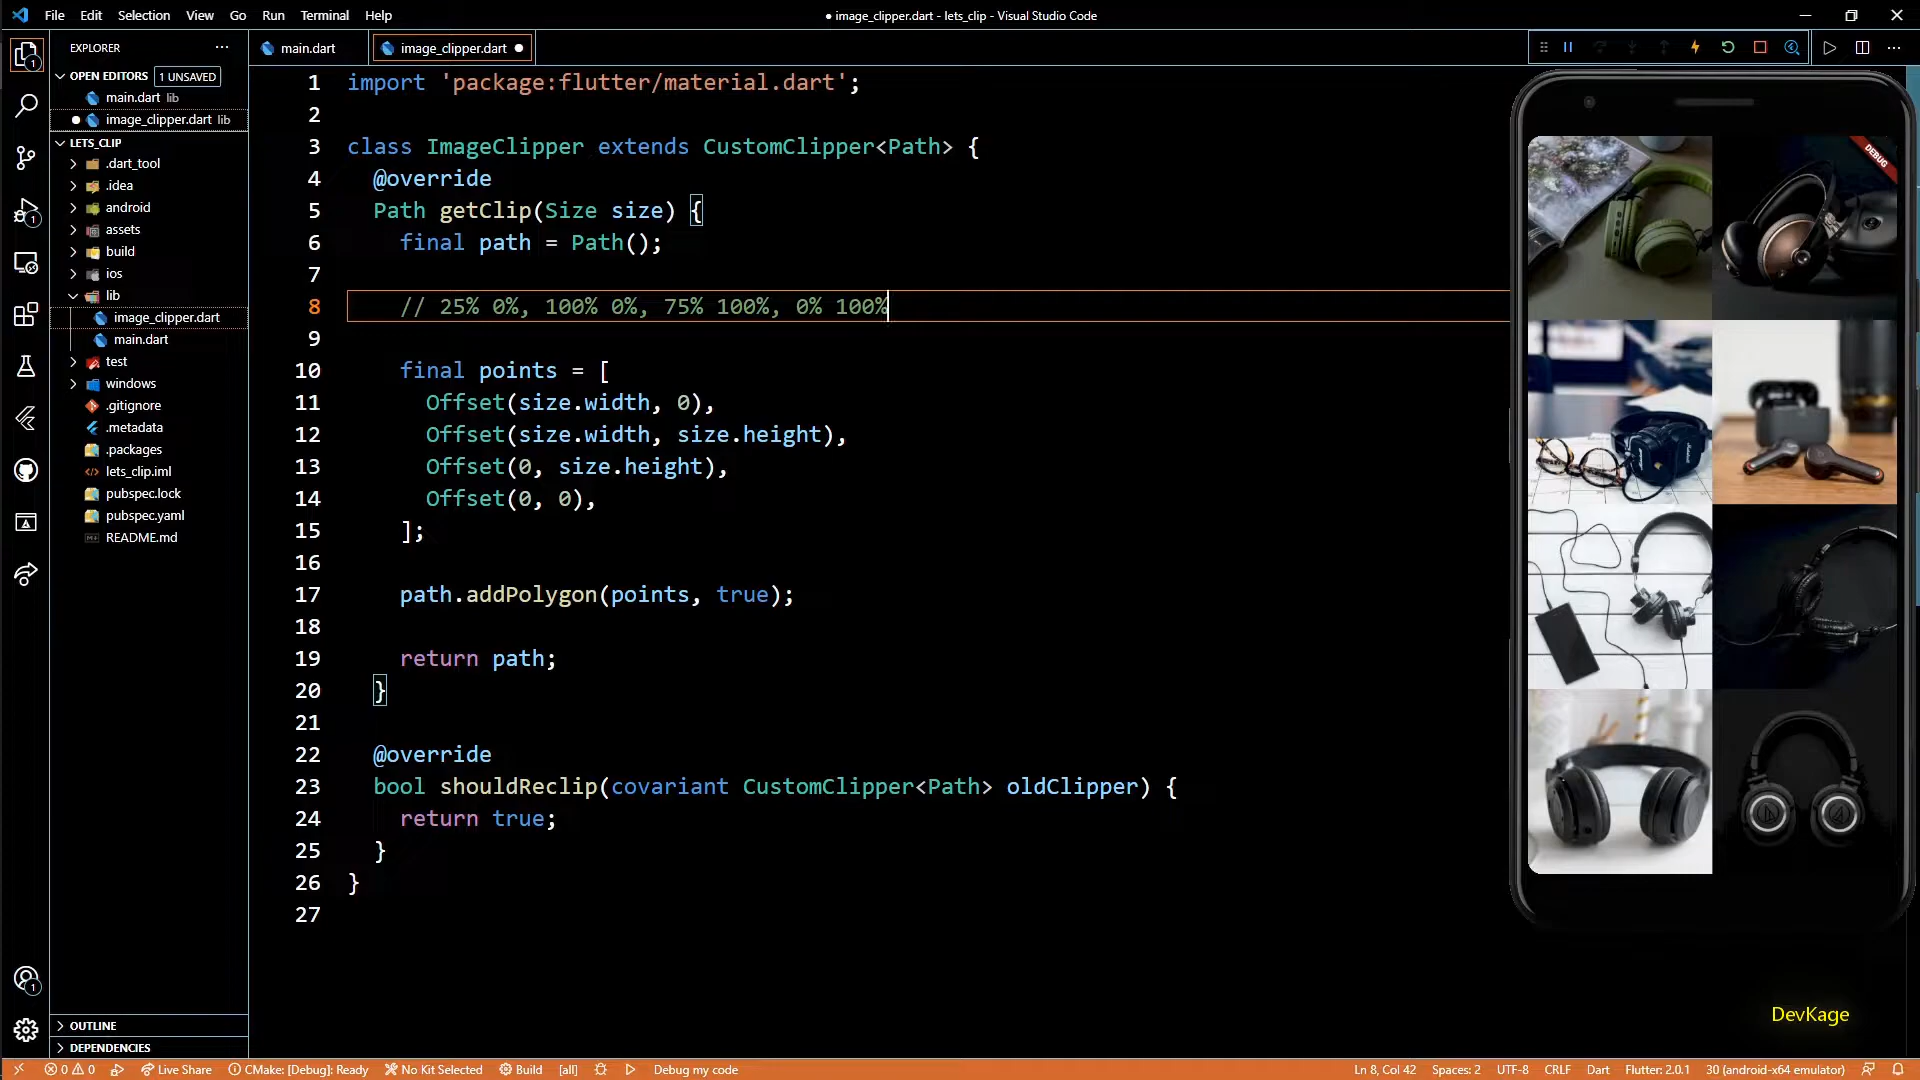 File Edit Selection View Go Run Terminal Help
● image_clipper.dart - lets_clip - Visual Studio Code
EXPLORER
main.dart
image_clipper.dart
OPEN EDITORS 1 UNSAVED
main.dart lib
image_clipper.dart lib
LETS_CLIP
.dart_tool
.idea
android
assets
build
ios
lib
image_clipper.dart
main.dart
test
windows
.gitignore
.metadata
.packages
lets_clip.iml
pubspec.lock
pubspec.yaml
README.md
OUTLINE
DEPENDENCIES
1 import 'package:flutter/material.dart';
2
3 class ImageClipper extends CustomClipper<Path> {
4 @override
5 Path getClip(Size size) {
6 final path = Path();
7
8 // 25% 0%, 100% 0%, 75% 100%, 0% 100%
9
10 final points = [
11 Offset(size.width, 0),
12 Offset(size.width, size.height),
13 Offset(0, size.height),
14 Offset(0, 0),
15 ];
16
17 path.addPolygon(points, true);
18
19 return path;
20 }
21
22 @override
23 bool shouldReclip(covariant CustomClipper<Path> oldClipper) {
24 return true;
25 }
26 }
27
DEBUG
DevKage
0 0 Live Share CMake: [Debug]: Ready No Kit Selected Build [all] Debug my code
Ln 8, Col 42 Spaces: 2 UTF-8 CRLF Dart Flutter: 2.0.1 30 (android-x64 emulator)